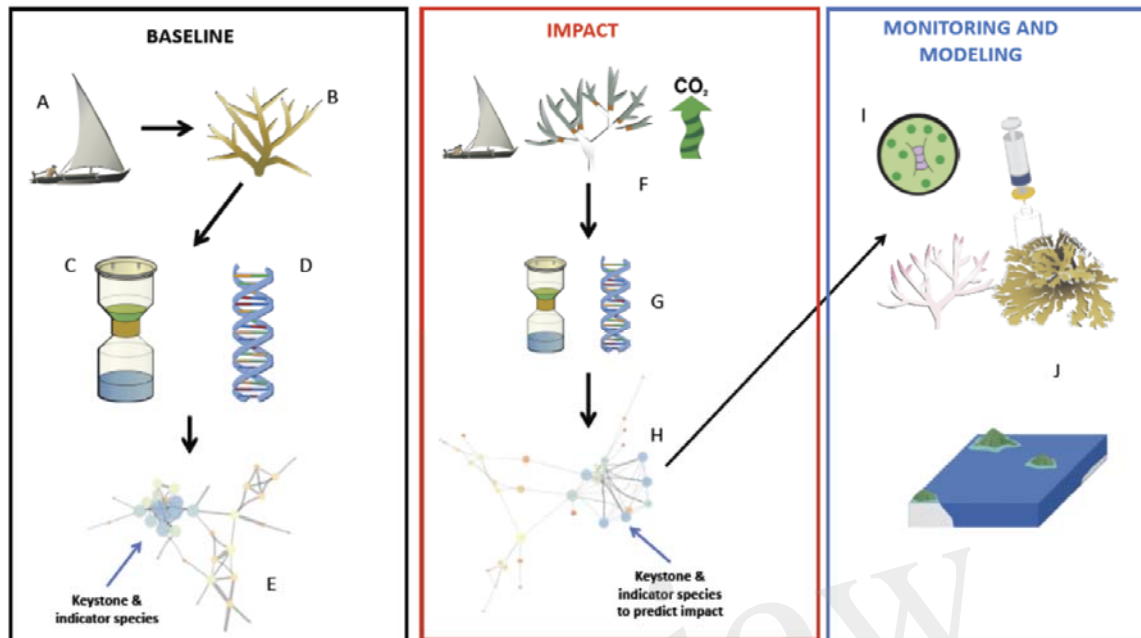 BASELINE
A
B
C
D
E
Keystone &
indicator species
IMPACT
CO₂
F
G
H
Keystone &
indicator species
to predict impact
MONITORING AND
MODELING
I
J